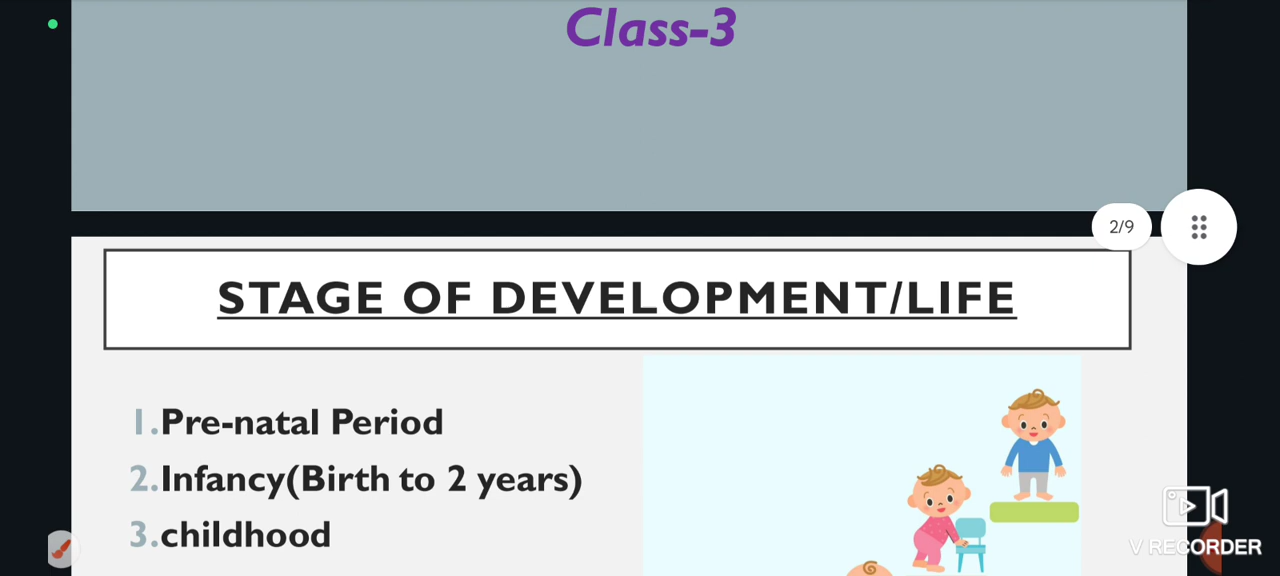 Class-3
2/9
STAGE OF DEVELOPMENT/LIFE
1.Pre-natal Period
2.Infancy(Birth to 2 years)
3.childhood
V RECORDER